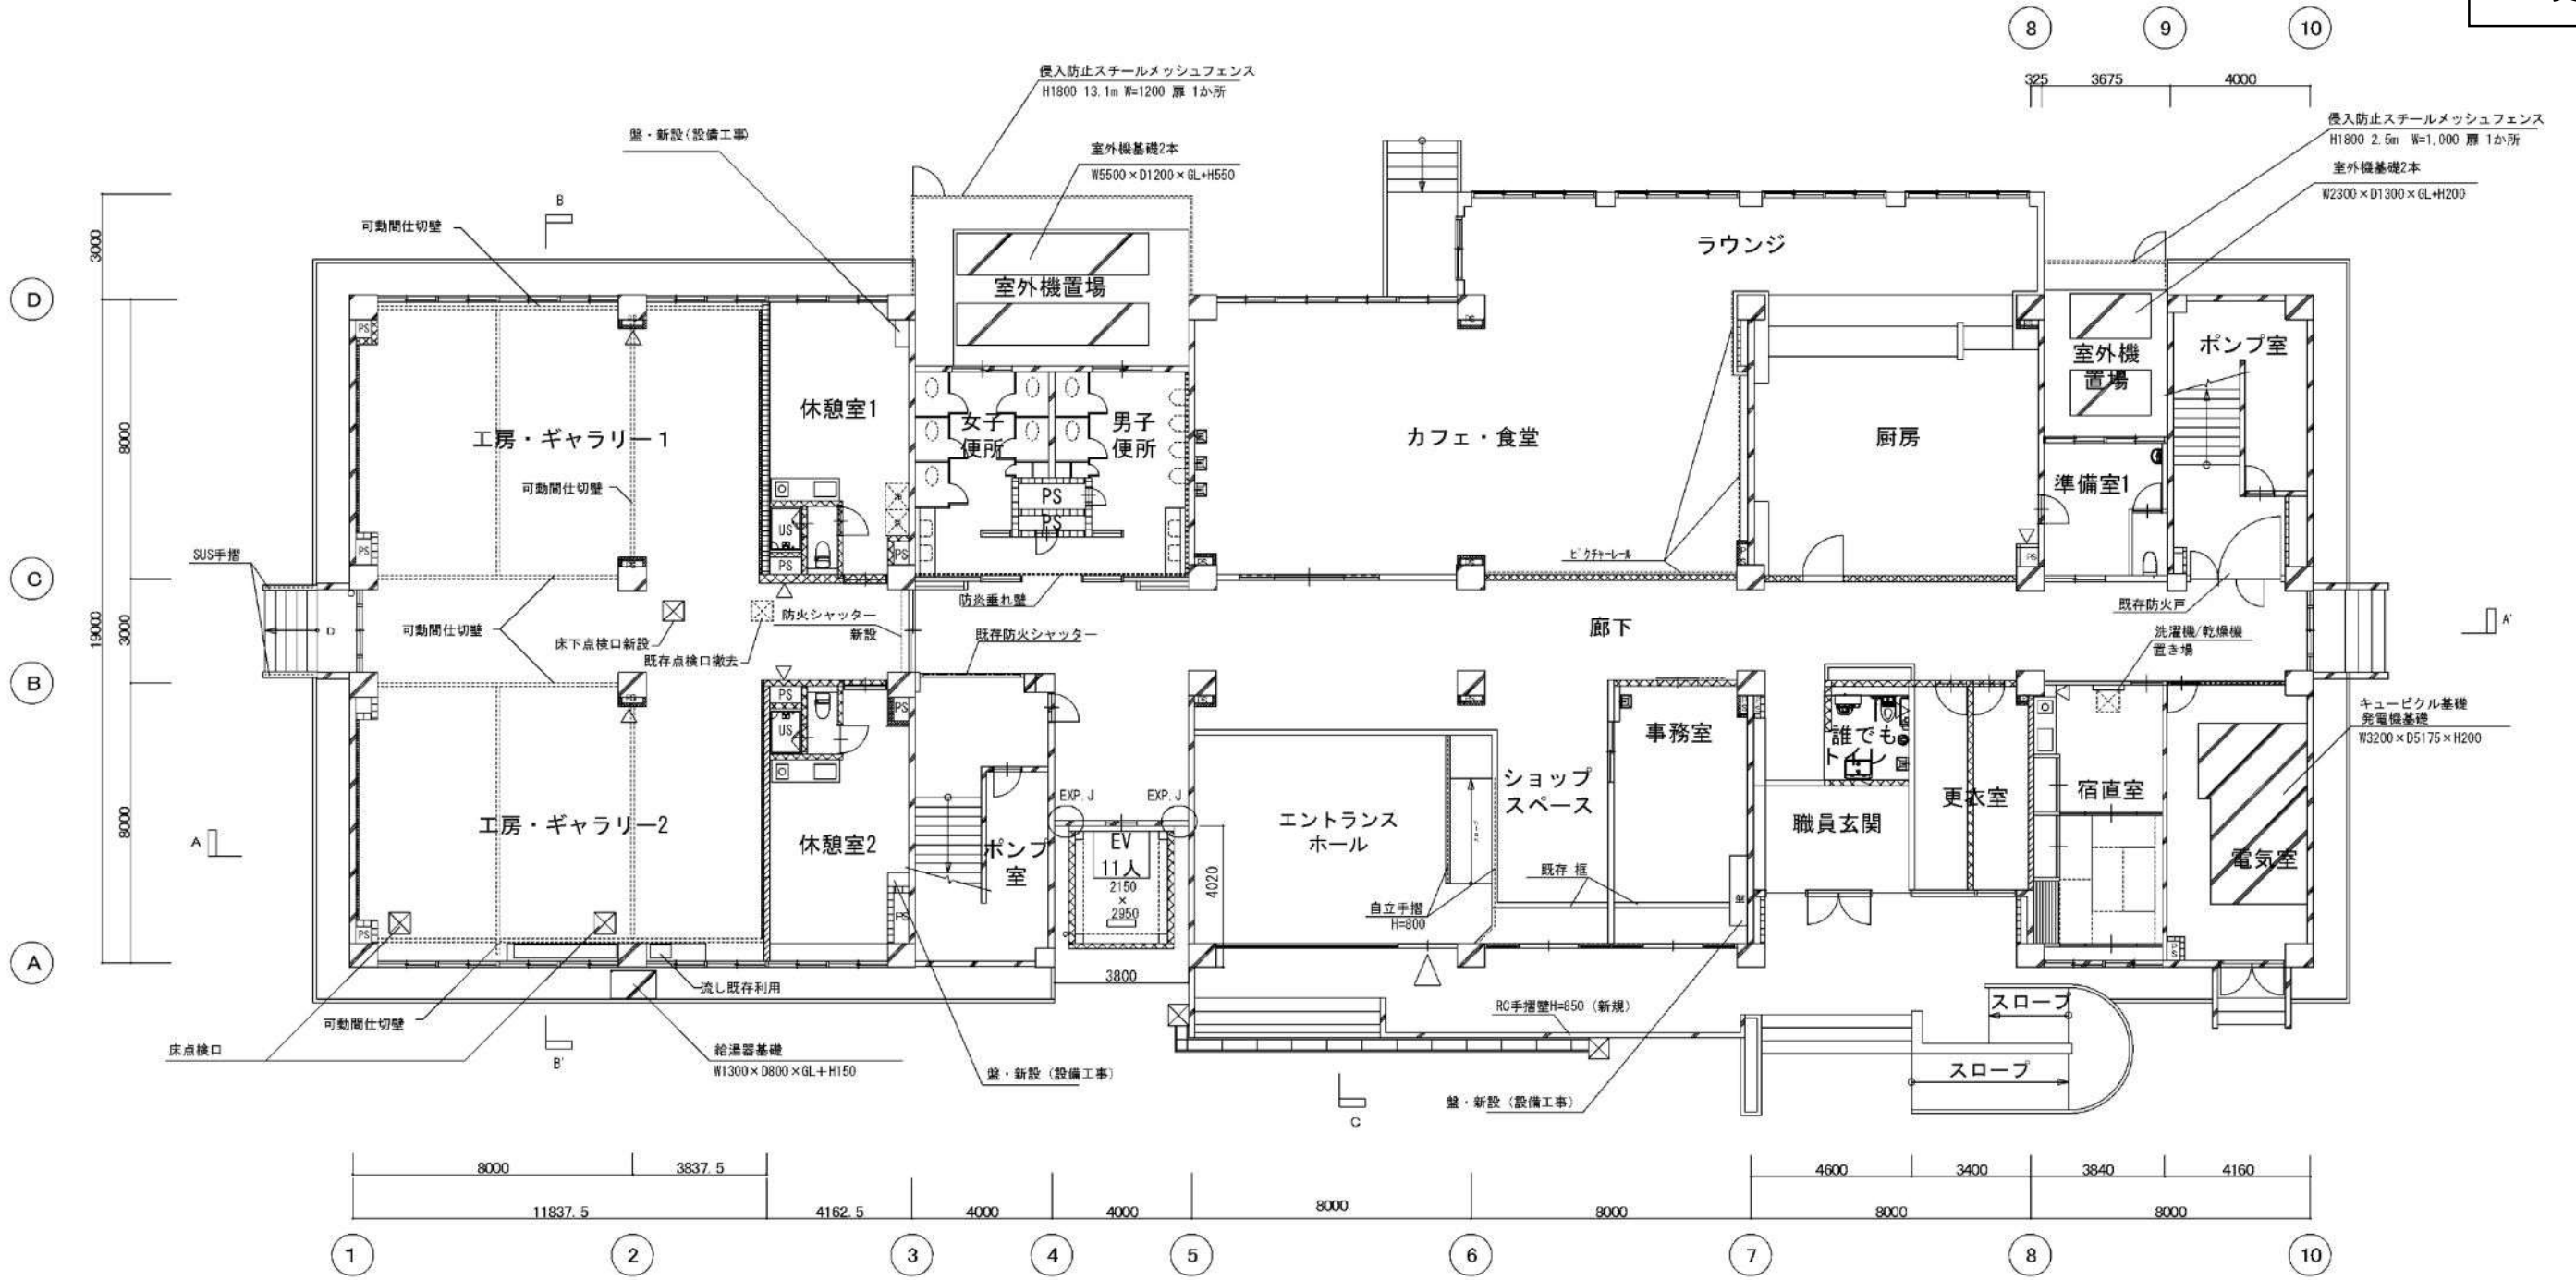 8
9
10
325
3675
4000
侵入防止スチールメッシュフェンス
H1800 13.1m W=1200 扉 1か所
侵入防止スチールメッシュフェンス
H1800 2.5m W=1,000 扉 1か所
盤・新設(設備工事)
室外機基礎2本
W5500×D1200×GL+H550
室外機基礎2本
W2300×D1300×GL+H200
B
可動間仕切壁
3000
ラウンジ
室外機置場
D
PS
PS
PS
ポンプ室
室外機
置場
休憩室1
女子
便所
男子
便所
工房・ギャラリー1
カフェ・食堂
厨房
8000
可動間仕切壁
準備室1
PS
PS
US
PS
PS
PS
PS
SUS手摺
ピクチャーレール
C
防炎垂れ壁
既存防火戸
防火シャッター
新設
既存防火シャッター
可動間仕切壁
床下点検口新設
既存点検口撤去
D
廊下
洗濯機/乾燥機
置き場
A'
19000
3000
B
PS
PS
US
キュービクル基礎
発電機基礎
W3200×D5175×H200
事務室
誰でも
トイレ
ショップ
スペース
更衣室
宿直室
EXP.J
EXP.J
工房・ギャラリー2
休憩室2
ポンプ
室
EV
11人
2150
×
2950
エントランス
ホール
職員玄関
電気室
8000
A
4020
既存 框
自立手摺
H=800
盤
PS
PS
A
3800
流し既存利用
RC手摺壁H=850 (新規)
スロープ
可動間仕切壁
床点検口
B'
給湯器基礎
W1300×D800×GL+H150
盤・新設(設備工事)
スロープ
盤・新設(設備工事)
C
8000
3837.5
4600
3400
3840
4160
11837.5
4162.5
4000
4000
8000
8000
8000
8000
1
2
3
4
5
6
7
8
10